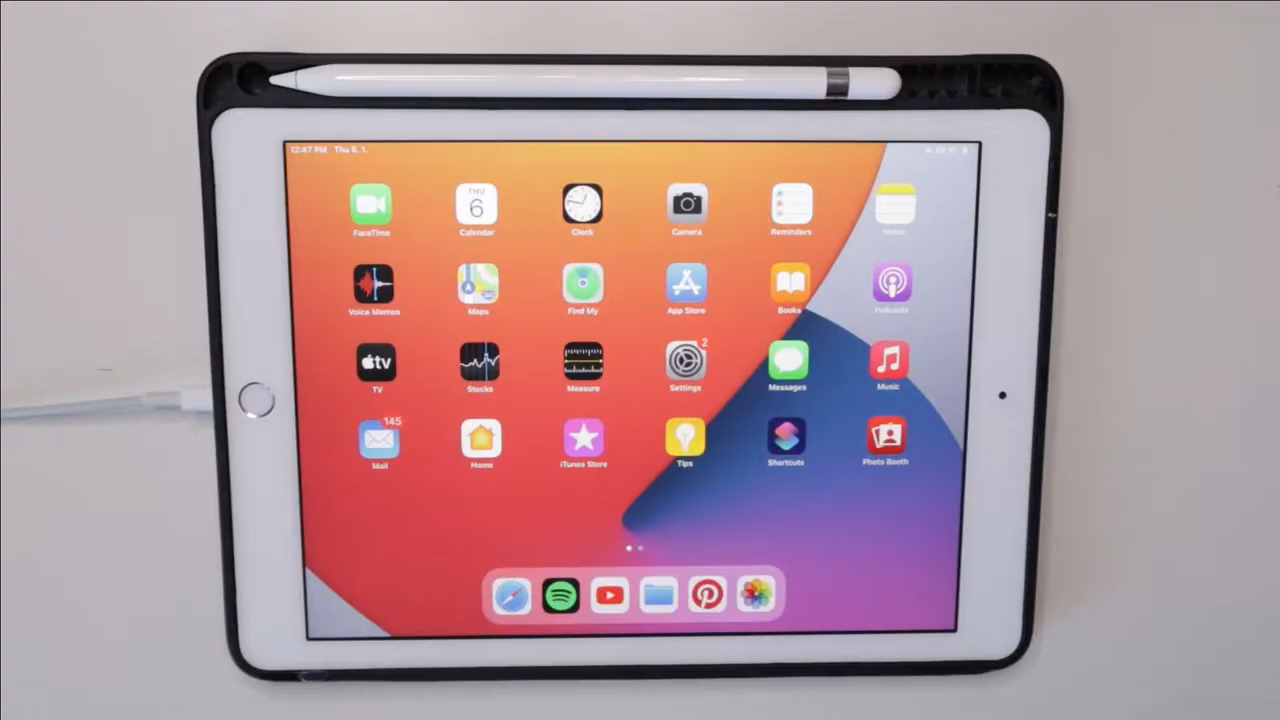 12:47 PM Thu 6. 1.
THU
6
FaceTime Calendar Clock Camera Reminders Notes
Voice Memos Maps Find My App Store Books Podcasts
tv
2
TV Stocks Measure Settings Messages Music
145
Mail Home iTunes Store Tips Shortcuts Photo Booth